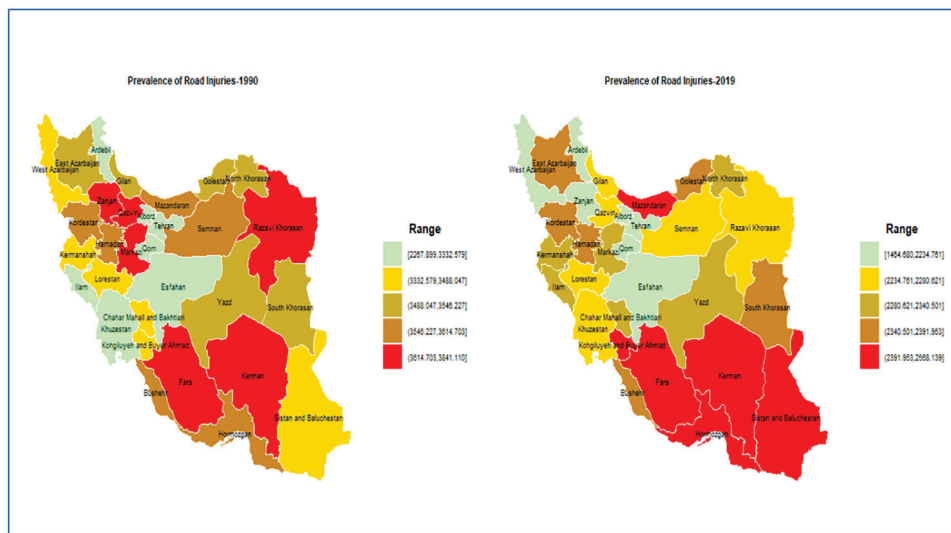 Prevalence of Road Injuries-1990
Ardebil
East Azarbaijan
West Azarbaijan
Gilan
Zanjan
Qazvin
Alborz
Mazandaran
Golestan
North Khorasan
Tehran
Kordestan
Hamadan
Markazi
Qom
Semnan
Razavi Khorasan
Kermanshah
Lorestan
Ilam
Esfahan
Yazd
South Khorasan
Chahar Mahall and Bakhtiari
Khuzestan
Kohgiluyeh and Buyer Ahmad
Fars
Kerman
Bushehr
Hormozgan
Sistan and Baluchestan
Range
[2267.899,3332.579]
(3332.579,3488.047]
(3488.047,3546.227]
(3546.227,3614.703]
(3614.703,3841.110]
Prevalence of Road Injuries-2019
Ardebil
East Azarbaijan
West Azarbaijan
Gilan
Zanjan
Qazvin
Alborz
Mazandaran
Golestan
North Khorasan
Tehran
Kordestan
Hamadan
Markazi
Qom
Semnan
Razavi Khorasan
Kermanshah
Lorestan
Ilam
Esfahan
Yazd
South Khorasan
Chahar Mahall and Bakhtiari
Khuzestan
Kohgiluyeh and Buyer Ahmad
Fars
Kerman
Bushehr
Hormozgan
Sistan and Baluchestan
Range
[1464.680,2234.761]
(2234.761,2280.621]
(2280.621,2340.501]
(2340.501,2391.963]
(2391.963,2568.139]